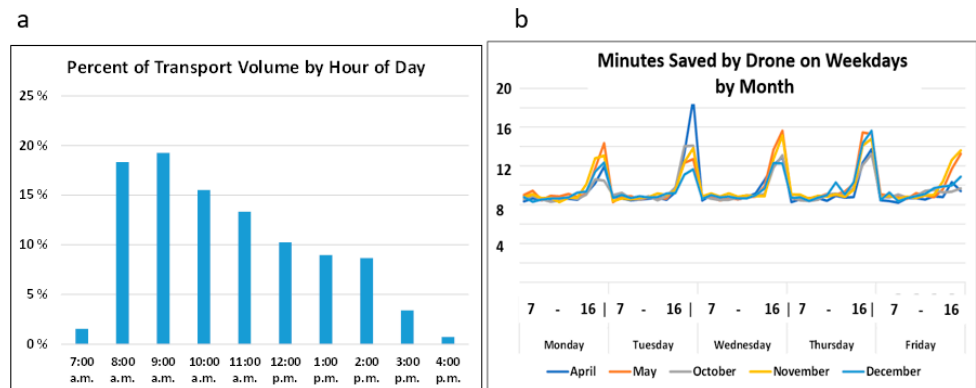 a
Percent of Transport Volume by Hour of Day
25 %
20 %
15 %
10 %
5 %
0 %
7:00 8:00 9:00 10:00 11:00 12:00 1:00 2:00 3:00 4:00
a.m. a.m. a.m. a.m. a.m. p.m. p.m. p.m. p.m. p.m.
b
Minutes Saved by Drone on Weekdays
by Month
20
16
12
8
4
7 - 16 | 7 - 16 | 7 - 16 | 7 - 16 | 7 - 16
Monday Tuesday Wednesday Thursday Friday
April May October November December